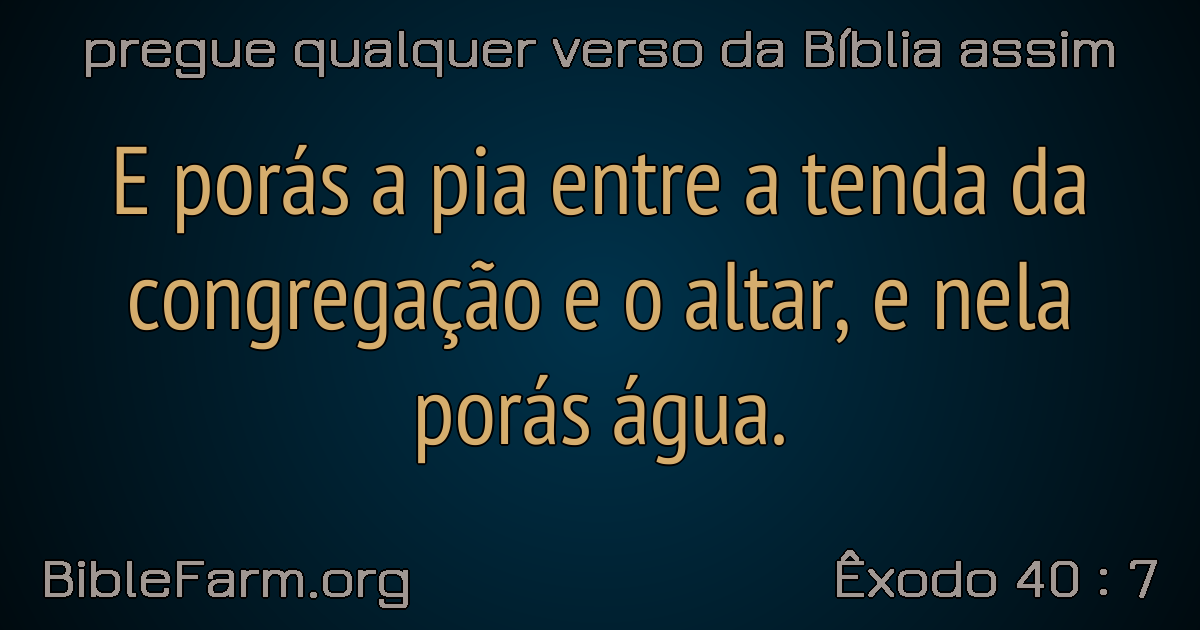 pregue qualquer verso da Bíblia assim
E porás a pia entre a tenda da
congregação e o altar, e nela
porás água.
BibleFarm.org
Êxodo 40 : 7